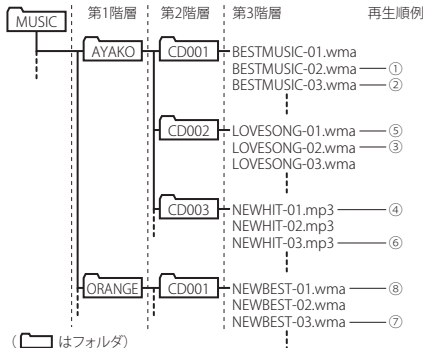 第1階層 第2階層 第3階層 再生順例
MUSIC
AYAKO CD001 BESTMUSIC-01.wma
BESTMUSIC-02.wma ①
BESTMUSIC-03.wma ②
CD002 LOVESONG-01.wma ⑤
LOVESONG-02.wma ③
LOVESONG-03.wma
CD003 NEWHIT-01.mp3 ④
NEWHIT-02.mp3
NEWHIT-03.mp3 ⑥
ORANGE CD001 NEWBEST-01.wma ⑧
NEWBEST-02.wma
NEWBEST-03.wma ⑦
( はフォルダ)